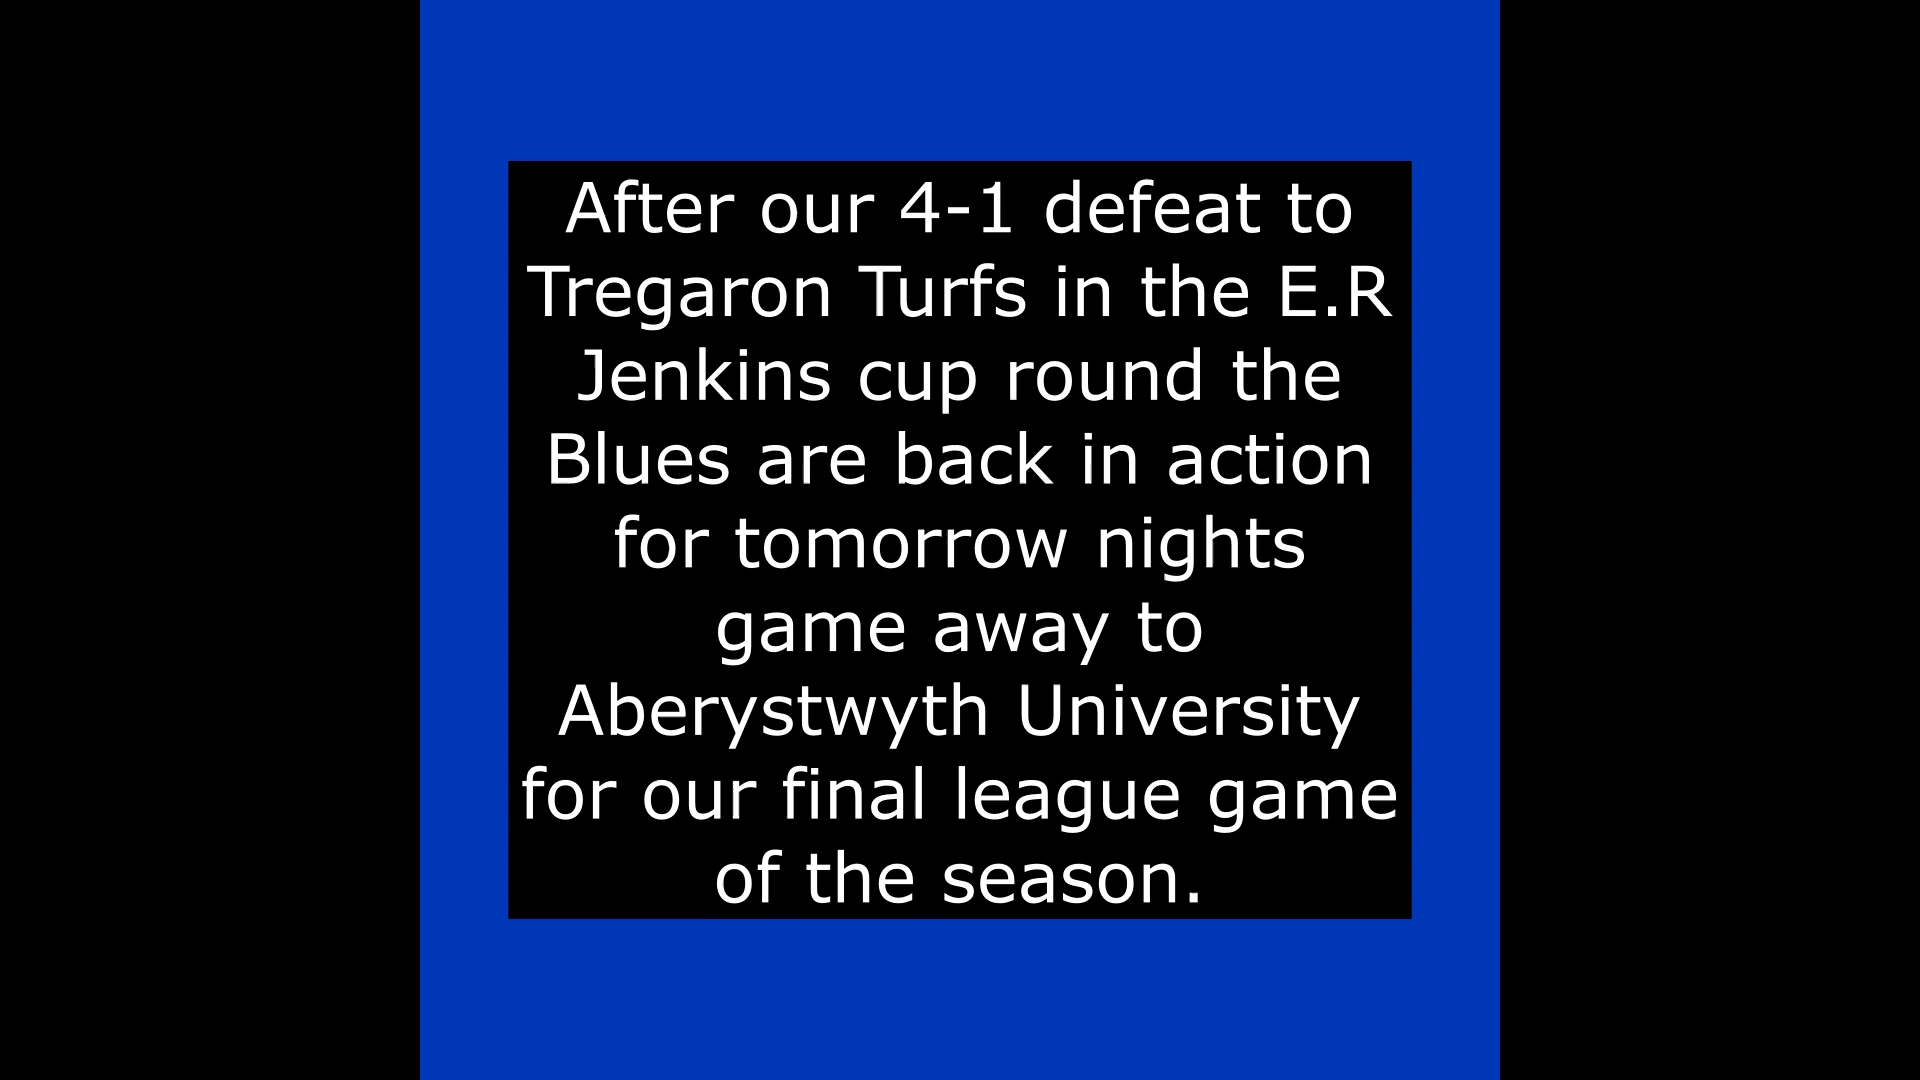 After our 4-1 defeat to
Tregaron Turfs in the E.R
Jenkins cup round the
Blues are back in action
for tomorrow nights
game away to
Aberystwyth University
for our final league game
of the season.